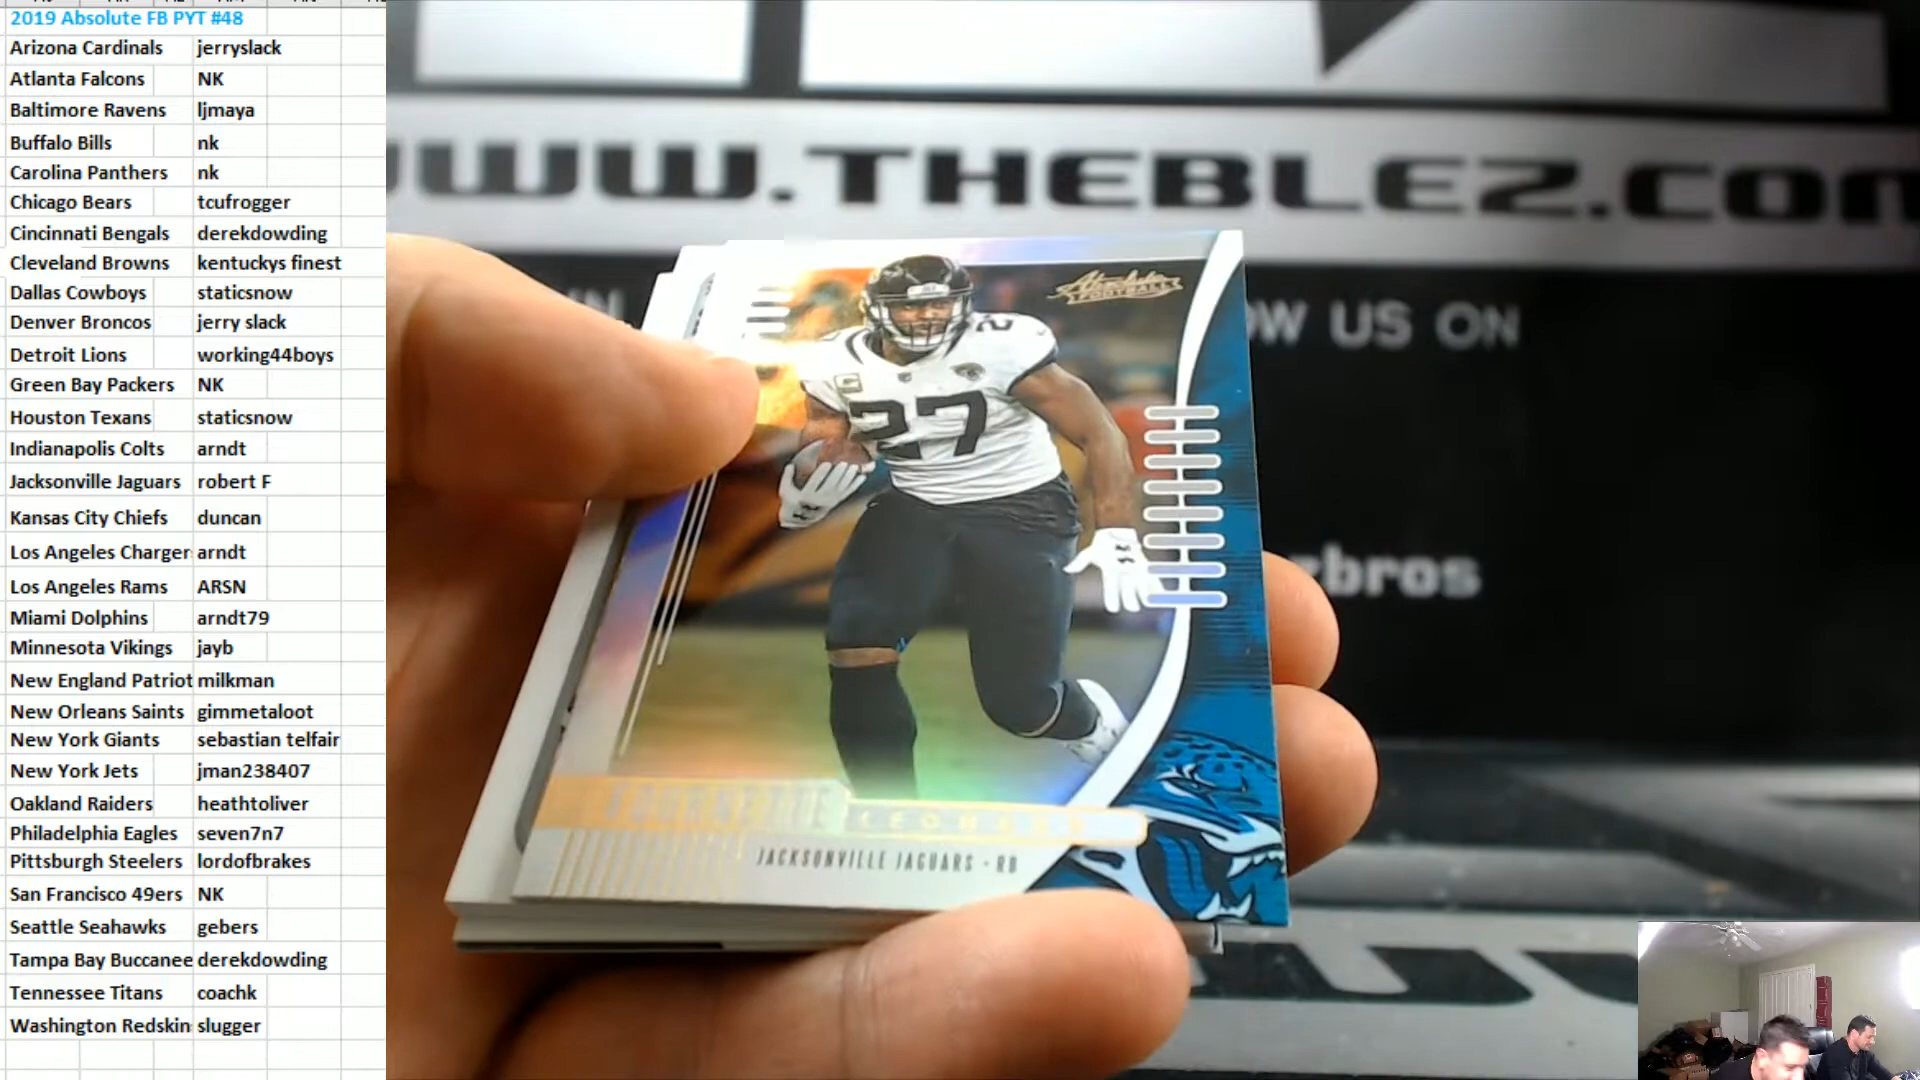 2019 Absolute FB PYT #48
Arizona Cardinals jerryslack
Atlanta Falcons NK
Baltimore Ravens ljmaya
Buffalo Bills nk
Carolina Panthers nk
Chicago Bears tcufrogger
Cincinnati Bengals derekdowding
Cleveland Browns kentuckys finest
Dallas Cowboys staticsnow
Denver Broncos jerry slack
Detroit Lions working44boys
Green Bay Packers NK
Houston Texans staticsnow
Indianapolis Colts arndt
Jacksonville Jaguars robert F
Kansas City Chiefs duncan
Los Angeles Charger arndt
Los Angeles Rams ARSN
Miami Dolphins arndt79
Minnesota Vikings jayb
New England Patriot milkman
New Orleans Saints gimmetaloot
New York Giants sebastian telfair
New York Jets jman238407
Oakland Raiders heathtoliver
Philadelphia Eagles seven7n7
Pittsburgh Steelers lordofbrakes
San Francisco 49ers NK
Seattle Seahawks gebers
Tampa Bay Buccanee derekdowding
Tennessee Titans coachk
Washington Redskin slugger
WWW.THEBLEZ.COM
OW US ON
zbros
Absolute
FOOTBALL
27
27
FOURNETTE LEONARD
JACKSONVILLE JAGUARS - RB